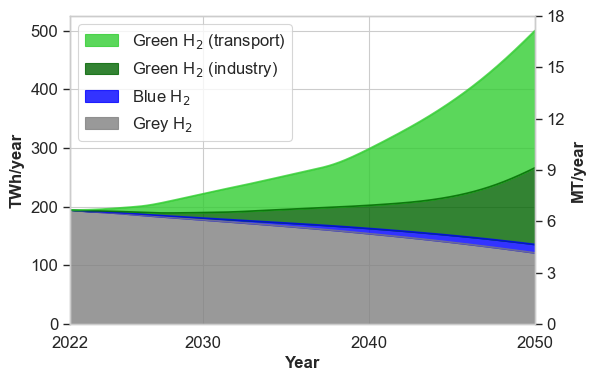 Green H₂ (transport)
Green H₂ (industry)
Blue H₂
Grey H₂
TWh/year
500
400
300
200
100
0
18
15
12
9
6
3
0
MT/year
2022
2030
2040
2050
Year